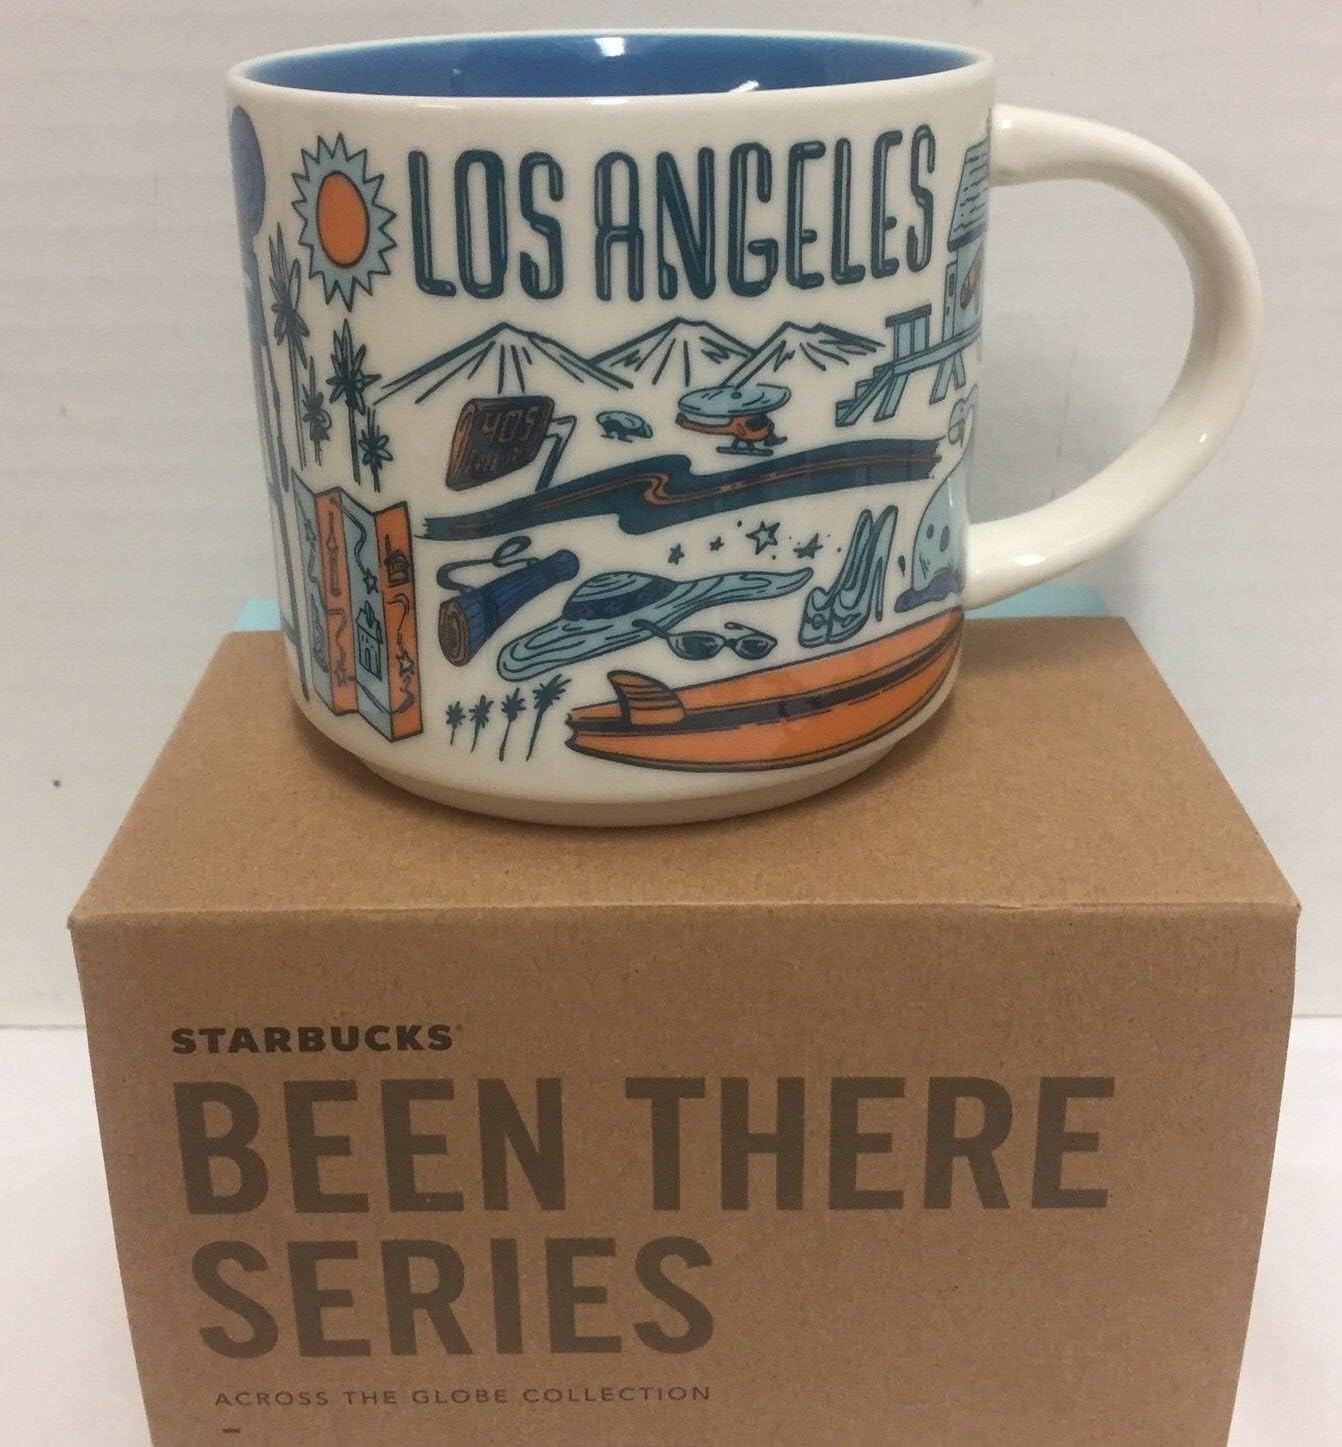 LOS ANGELES
405
STARBUCKS
BEEN THERE
SERIES
ACROSS THE GLOBE COLLECTION